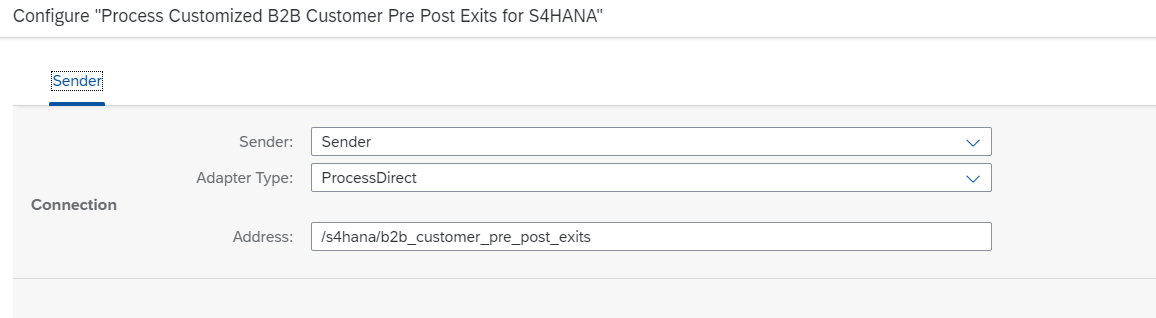 Configure "Process Customized B2B Customer Pre Post Exits for S4HANA"
Sender
Sender: Sender
Adapter Type: ProcessDirect
Connection
Address: /s4hana/b2b_customer_pre_post_exits